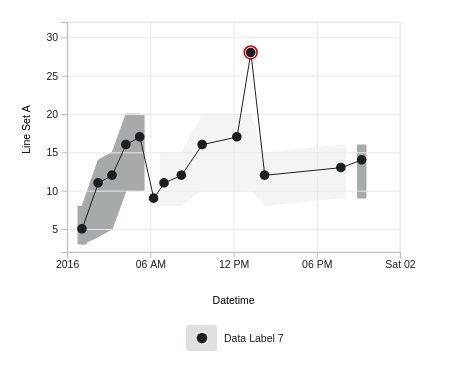 30
25
20
15
10
5
Line Set A
2016
06 AM
12 PM
06 PM
Sat 02
Datetime
Data Label 7